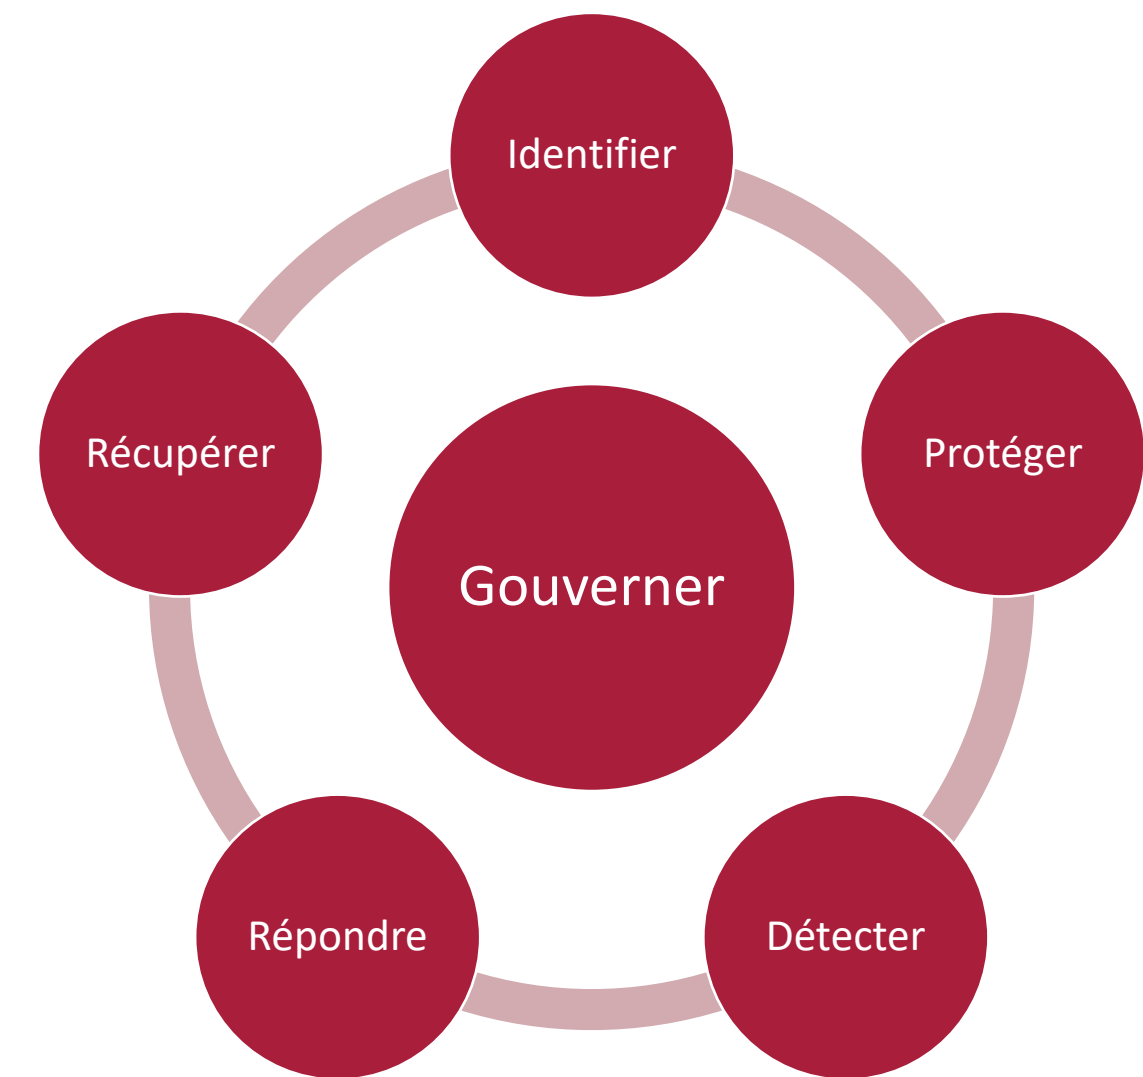 Identifier
Protéger
Détecter
Répondre
Récupérer
Gouverner